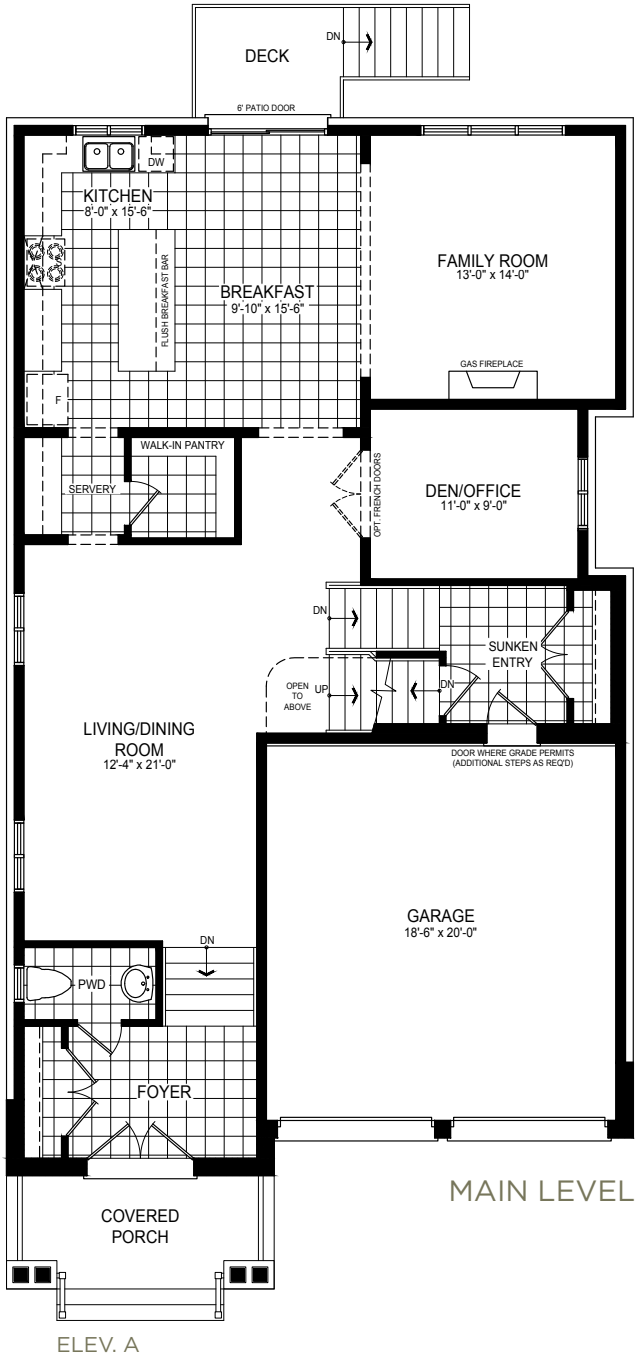 DECK
DN
6' PATIO DOOR
DW
KITCHEN
8'-0" x 15'-6"
FLUSH BREAKFAST BAR
BREAKFAST
9'-10" x 15'-6"
FAMILY ROOM
13'-0" x 14'-0"
GAS FIREPLACE
F
WALK-IN PANTRY
SERVERY
OPT. FRENCH DOORS
DEN/OFFICE
11'-0" x 9'-0"
DN
SUNKEN
ENTRY
OPEN
TO
ABOVE
UP
DN
LIVING/DINING
ROOM
12'-4" x 21'-0"
DOOR WHERE GRADE PERMITS
(ADDITIONAL STEPS AS REQ'D)
GARAGE
18'-6" x 20'-0"
DN
PWD
FOYER
MAIN LEVEL
COVERED
PORCH
ELEV. A